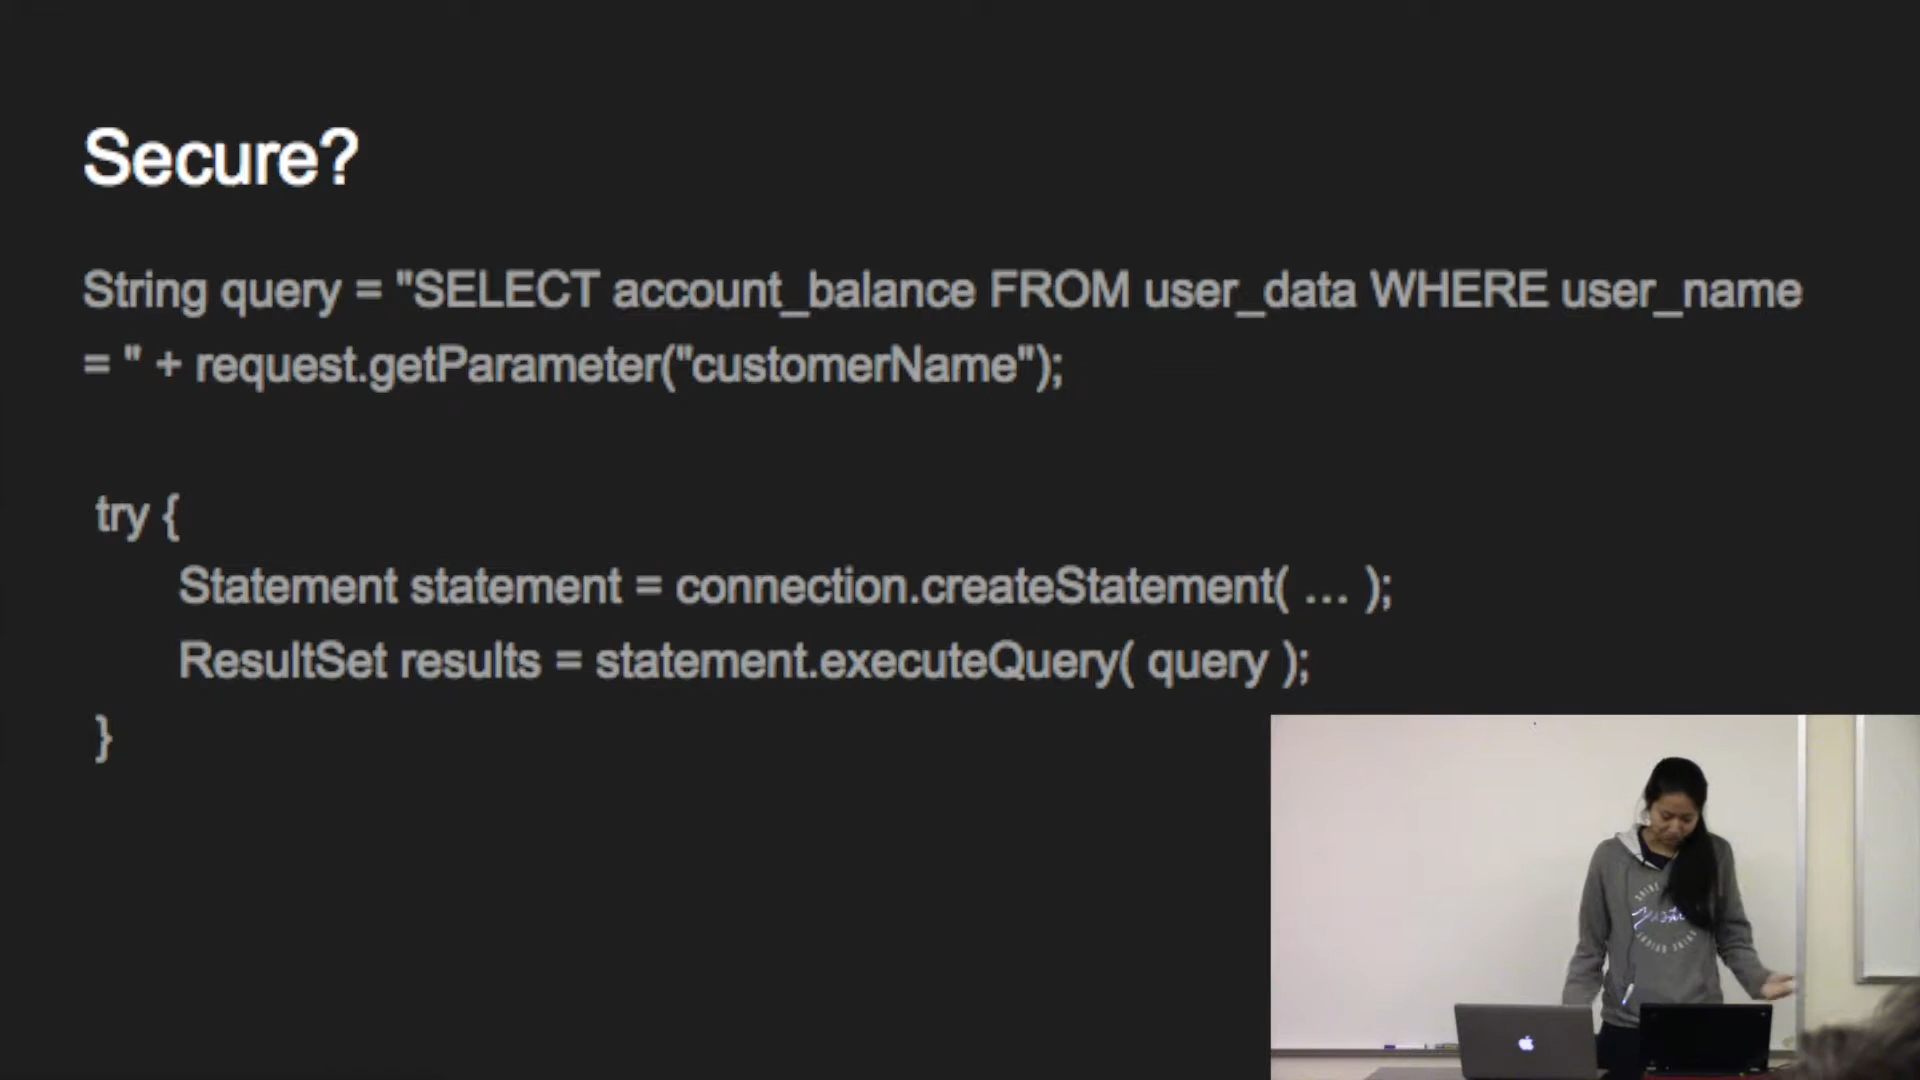 Secure?
String query = "SELECT account_balance FROM user_data WHERE user_name
= " + request.getParameter("customerName");
try {
Statement statement = connection.createStatement( ... );
ResultSet results = statement.executeQuery( query );
}